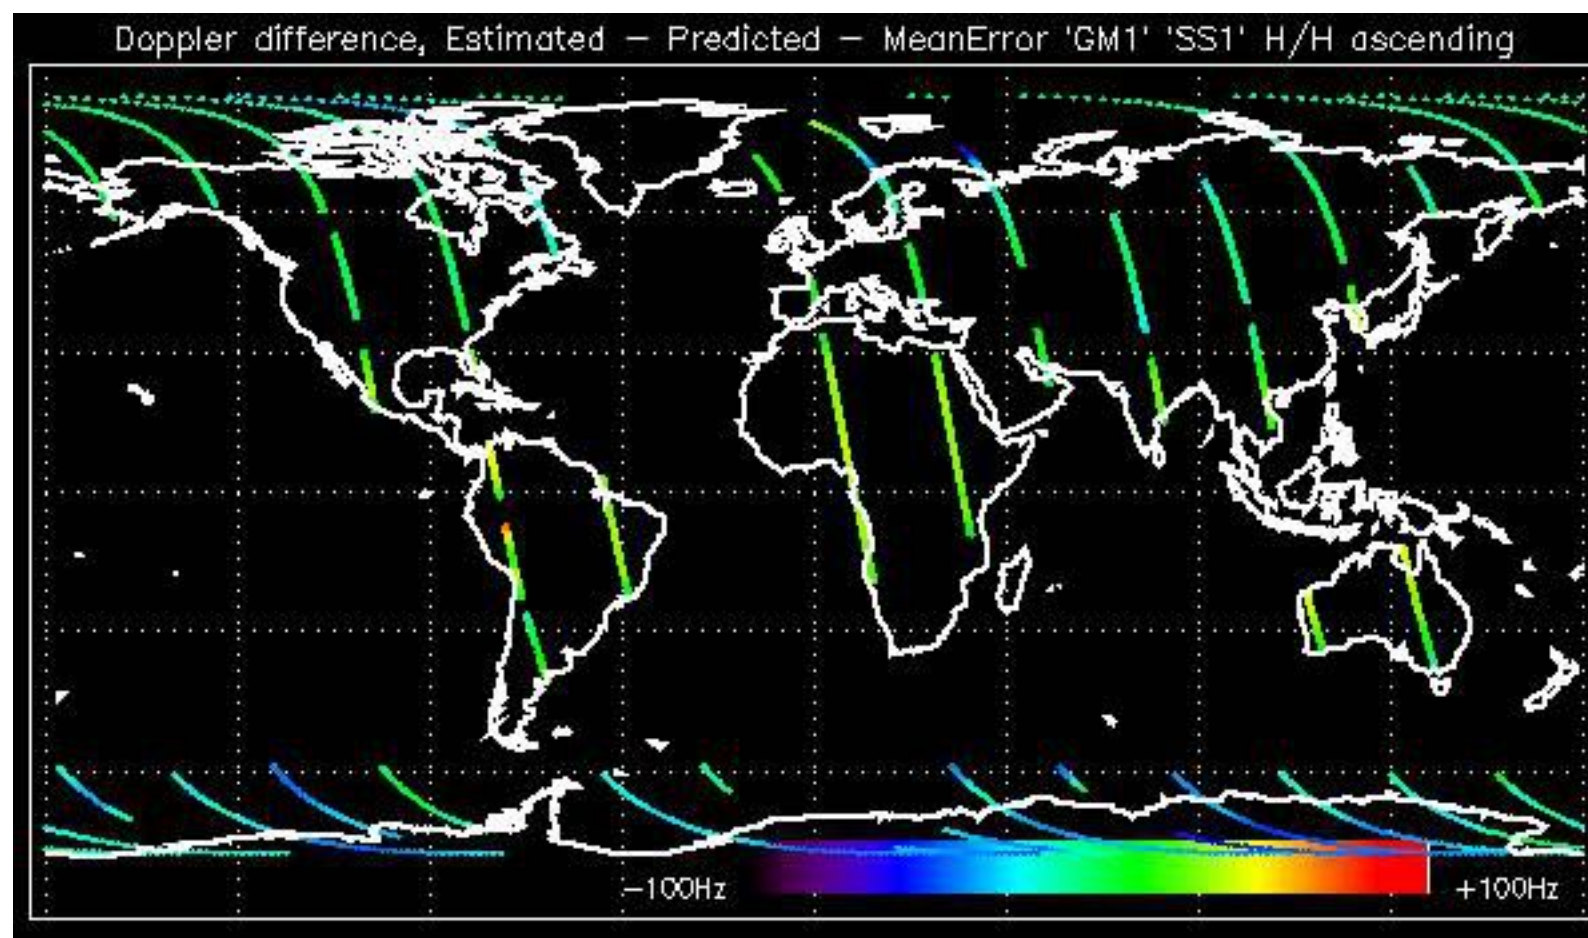 Doppler difference, Estimated – Predicted – MeanError 'GM1' 'SS1' H/H ascending
–100Hz +100Hz